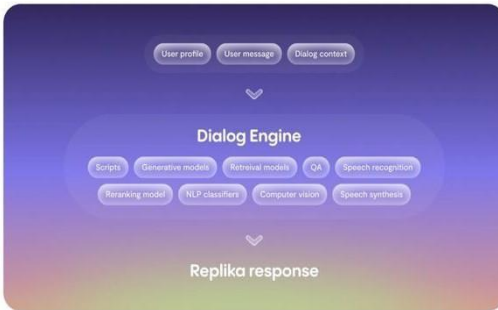 User profile User message Dialog context
Dialog Engine
Scripts Generative models Retreival models QA Speech recognition
Reranking model NLP classifiers Computer vision Speech synthesis
Replika response